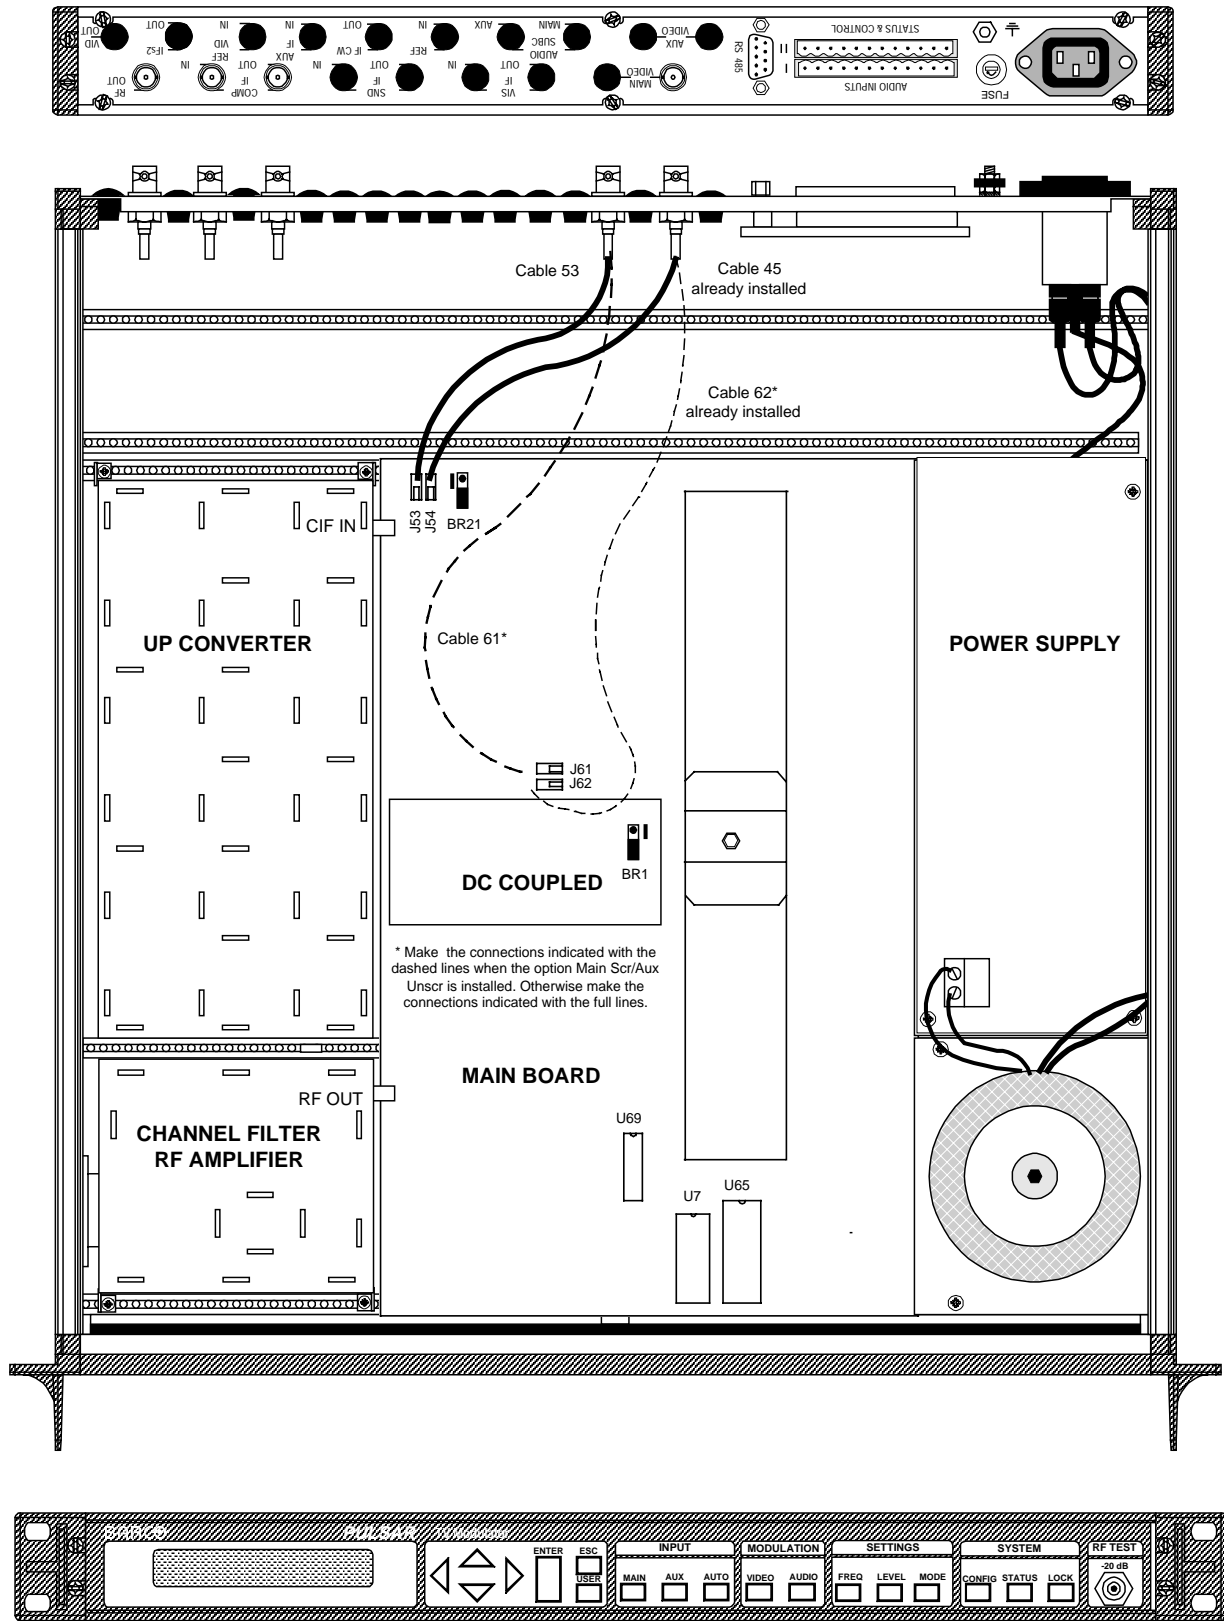 OUT
VID
OUT
IFS2
IN
VID
IN
IF
AUX
OUT
IF CW
IN
REF
AUX
MAIN
SUBC
AUDIO
AUX
VIDEO
RS 485
II
I
STATUS & CONTROL
AUDIO INPUTS
FUSE
OUT
RF
IN
REF
OUT
IF
COMP
IN
OUT
IF
SND
IN
OUT
IF
VIS
MAIN
VIDEO
Cable 53
Cable 45
already installed
Cable 62*
already installed
CIF IN
J53
J54
BR21
UP CONVERTER
Cable 61*
POWER SUPPLY
J61
J62
BR1
DC COUPLED
* Make the connections indicated with the
dashed lines when the option Main Scr/Aux
Unscr is installed. Otherwise make the
connections indicated with the full lines.
MAIN BOARD
RF OUT
CHANNEL FILTER
RF AMPLIFIER
U69
U7
U65
BARCO
PULSAR
TV Modulator
ENTER
ESC
USER
INPUT
MAIN
AUX
AUTO
MODULATION
VIDEO
AUDIO
SETTINGS
FREQ
LEVEL
MODE
SYSTEM
CONFIG
STATUS
LOCK
RF TEST
-20 dB